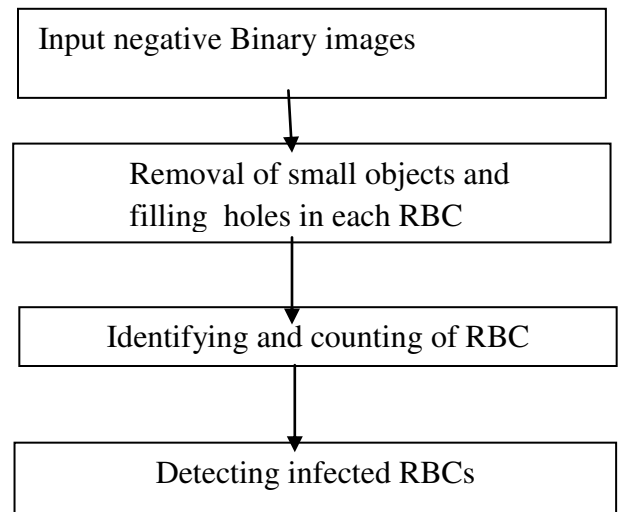 Input negative Binary images
Removal of small objects and
filling holes in each RBC
Identifying and counting of RBC
Detecting infected RBCs